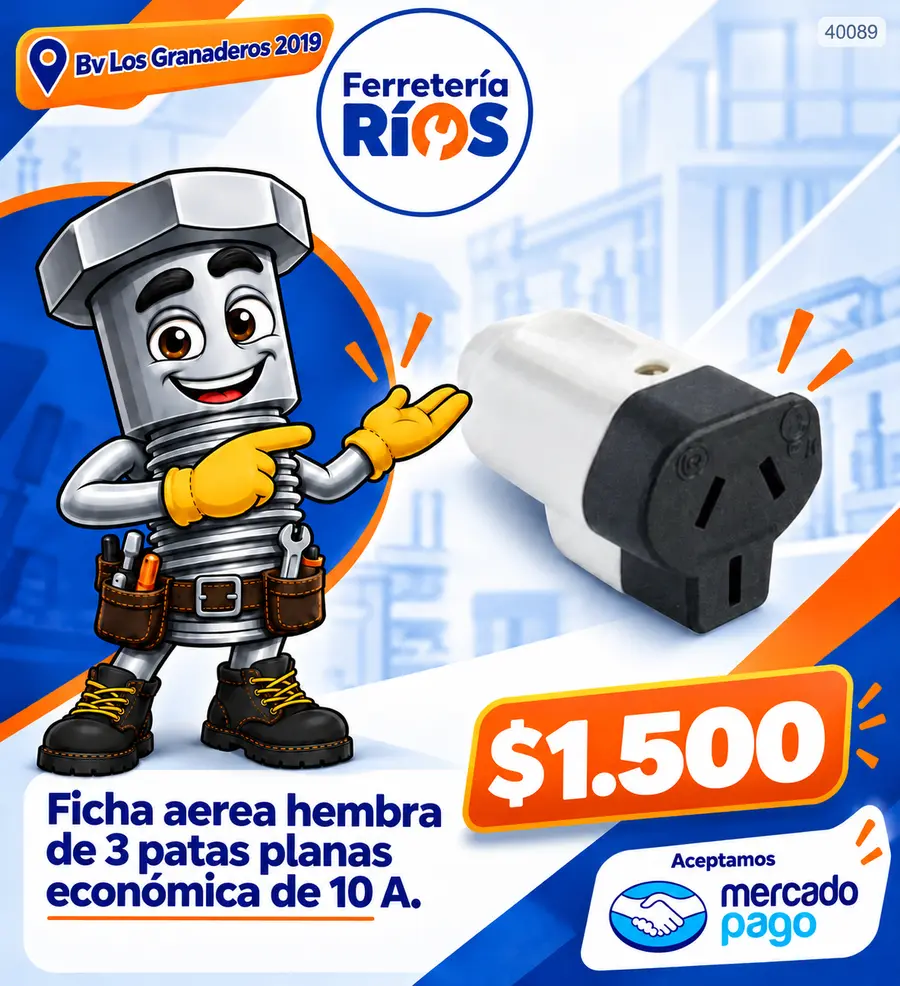 Bv Los Granaderos 2019
40089
Ferretería
RÍOS
$1.500
Ficha aerea hembra
de 3 patas planas
económica de 10 A.
Aceptamos
mercado
pago